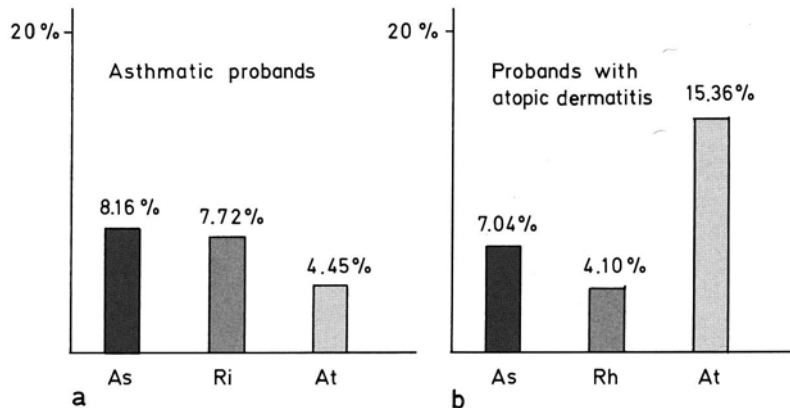 20%
Asthmatic probands
8.16%
7.72%
4.45%
As Ri At
a
20%
Probands with
atopic dermatitis
15.36%
7.04%
4.10%
As Rh At
b